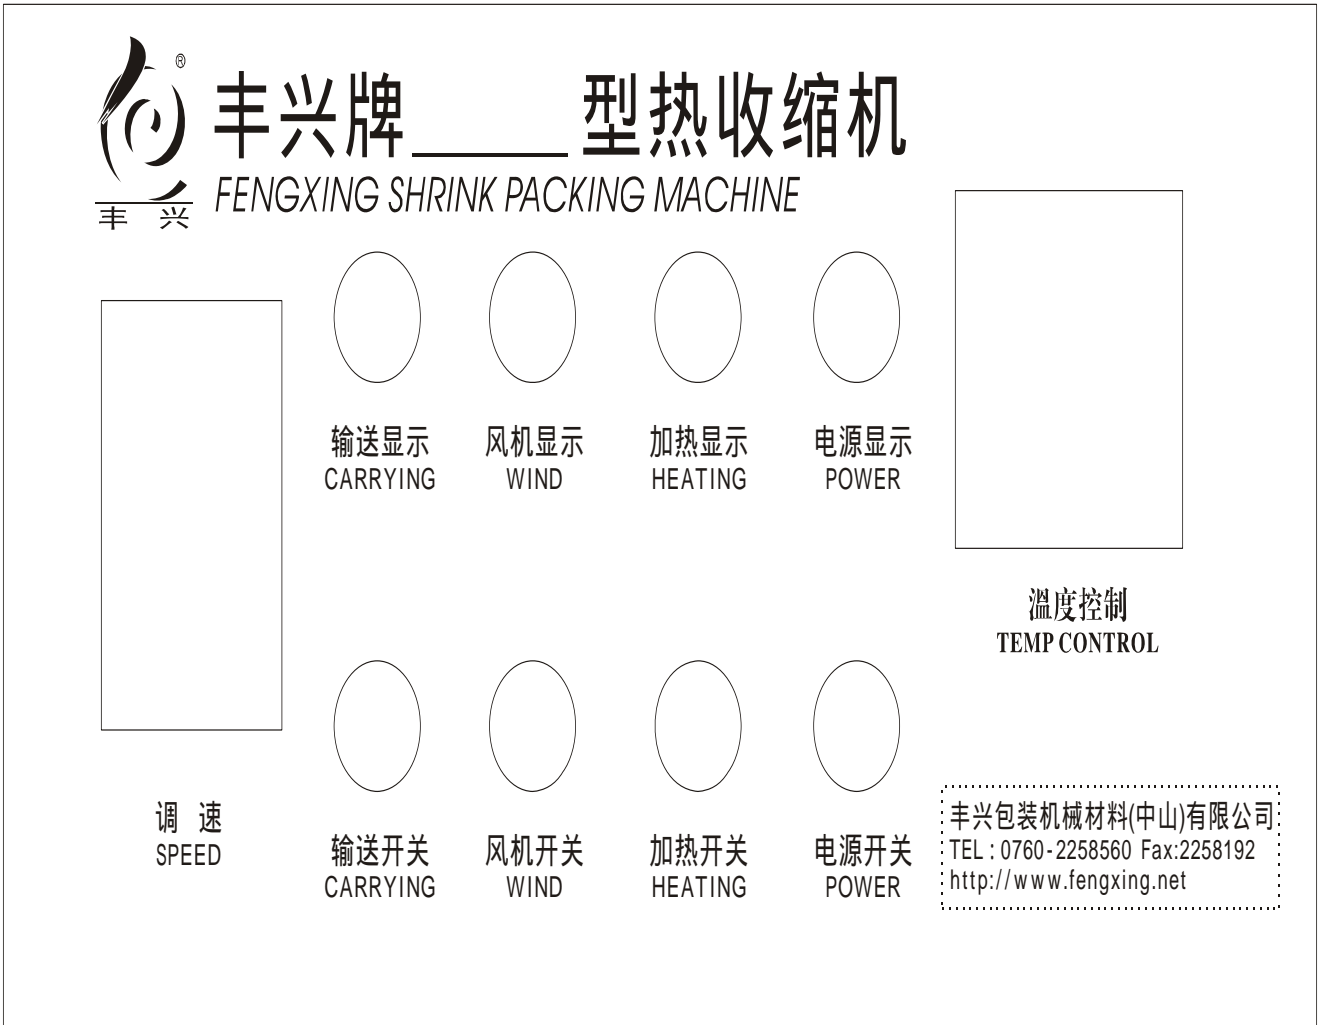 ®
丰兴牌______型热收缩机
FENGXING SHRINK PACKING MACHINE
丰 兴
输送显示 风机显示 加热显示 电源显示
CARRYING WIND HEATING POWER
溫度控制
TEMP CONTROL
调 速
SPEED
输送开关 风机开关 加热开关 电源开关
CARRYING WIND HEATING POWER
丰兴包装机械材料(中山)有限公司
TEL : 0760-2258560 Fax:2258192
http://www.fengxing.net